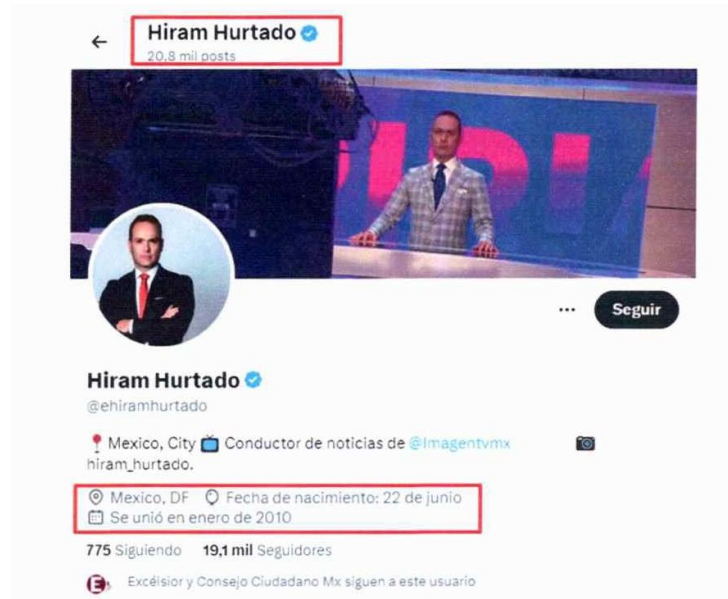 Hiram Hurtado
20,8 mil posts
Seguir
Hiram Hurtado
@ehiramhurtado
Mexico, City Conductor de noticias de @Imagentvmx
hiram_hurtado.
Mexico, DF Fecha de nacimiento: 22 de junio
Se unió en enero de 2010
775 Siguiendo 19,1 mil Seguidores
E
Excélsior y Consejo Ciudadano Mx siguen a este usuario